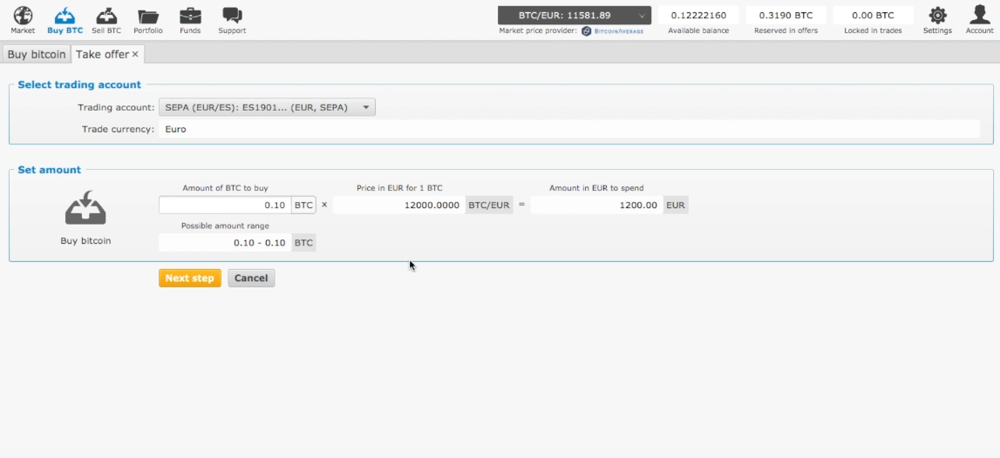 BTC/EUR: 11581.89 0.12222160 0.3190 BTC 0.00 BTC
Market Buy BTC Sell BTC Portfolio Funds Support Market price provider: BITCOINAVERAGE Available balance Reserved in offers Locked in trades Settings Account
Buy bitcoin Take offer ×
Select trading account
Trading account: SEPA (EUR/ES): ES1901... (EUR, SEPA)
Trade currency: Euro
Set amount
Amount of BTC to buy Price in EUR for 1 BTC Amount in EUR to spend
0.10 BTC x 12000.0000 BTC/EUR = 1200.00 EUR
Possible amount range
Buy bitcoin 0.10 - 0.10 BTC
Next step Cancel